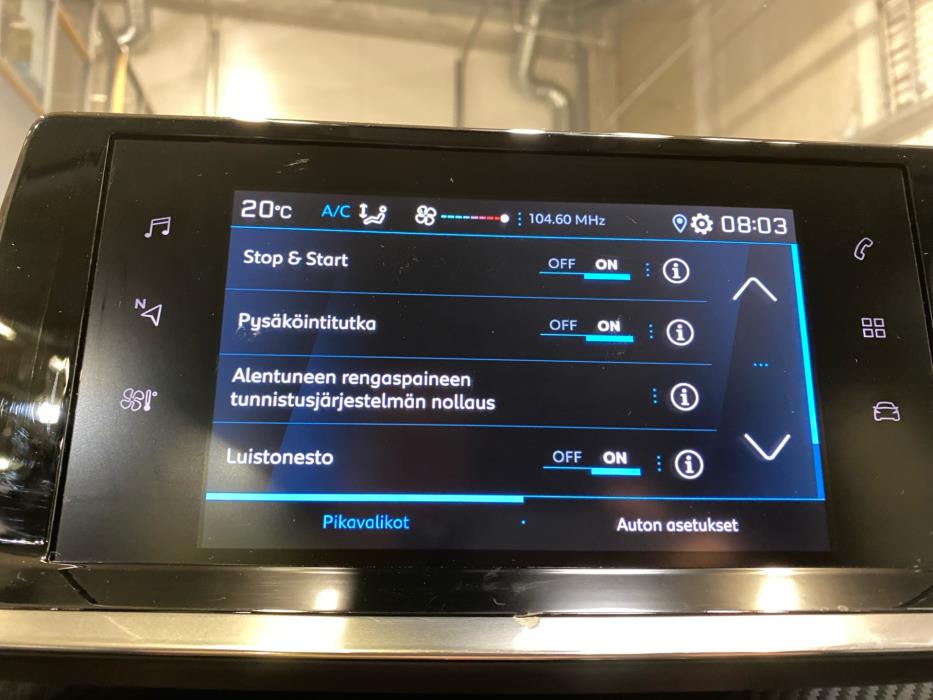 20°C A/C 104.60 MHz 08:03
Stop & Start OFF ON
Pysäköintitutka OFF ON
Alentuneen rengaspaineen
tunnistusjärjestelmän nollaus
Luistonesto OFF ON
Pikavalikot Auton asetukset
N